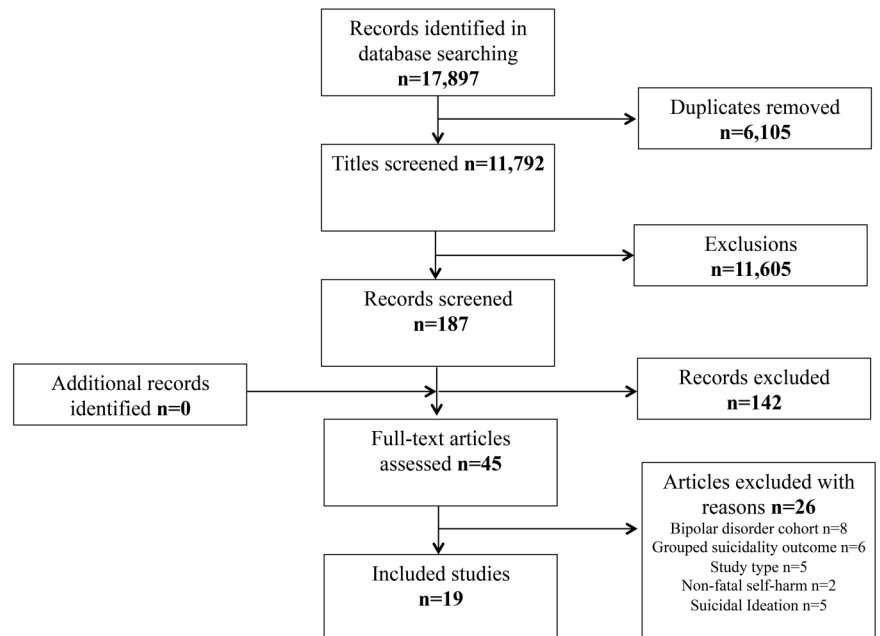 Records identified in
database searching
n=17,897
Duplicates removed
n=6,105
Titles screened n=11,792
Exclusions
n=11,605
Records screened
n=187
Additional records
identified n=0
Records excluded
n=142
Full-text articles
assessed n=45
Articles excluded with
reasons n=26
Bipolar disorder cohort n=8
Grouped suicidality outcome n=6
Study type n=5
Non-fatal self-harm n=2
Suicidal Ideation n=5
Included studies
n=19